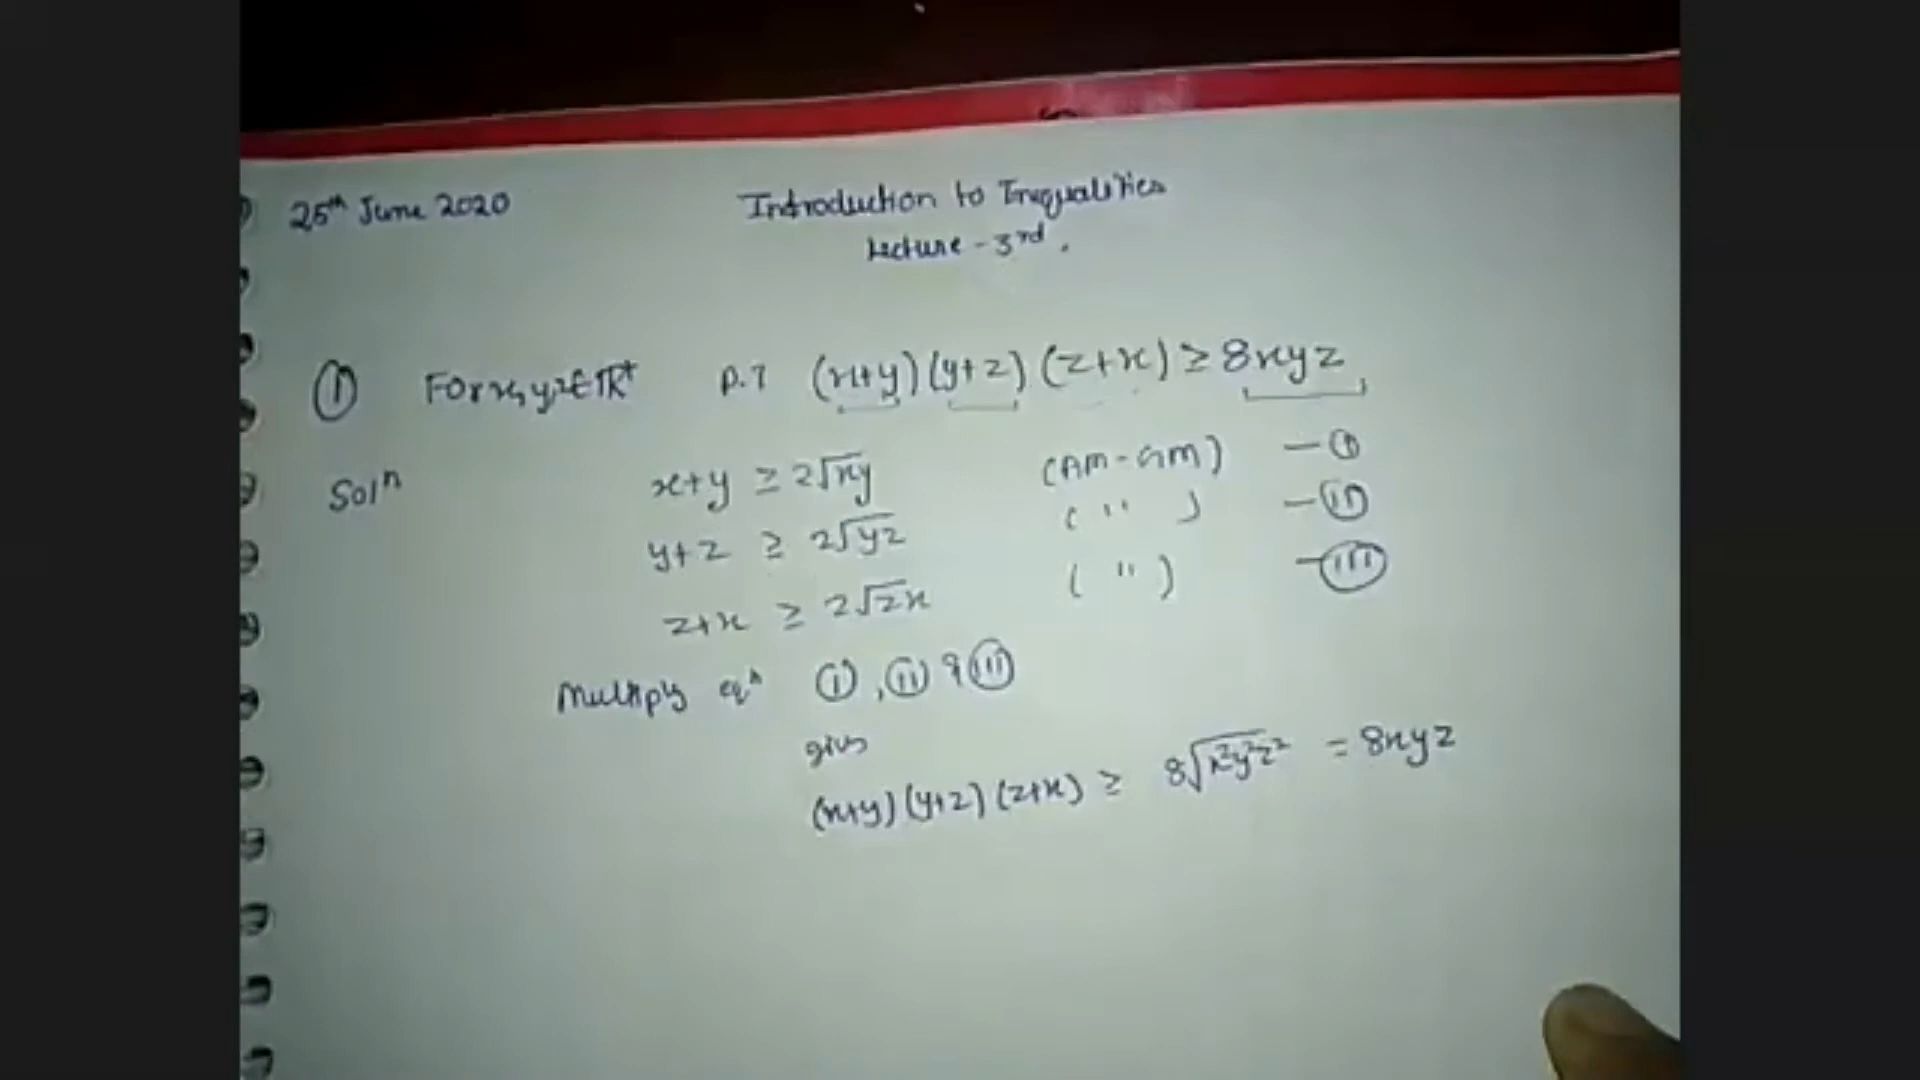 25th June 2020
Introduction to Inequalities
Lecture - 3rd.
① For x, y, z ∈ ℝ⁺ P.T (x+y)(y+z)(z+x) ≥ 8xyz
Solⁿ x+y ≥ 2√xy (AM-GM) — ⓘ
y+z ≥ 2√yz ( " ) — (ii)
z+x ≥ 2√zx ( " ) — (iii)
Multiply eqⁿ (i), (ii) & (iii)
give
(x+y)(y+z)(z+x) ≥ 8√x²y²z² = 8xyz